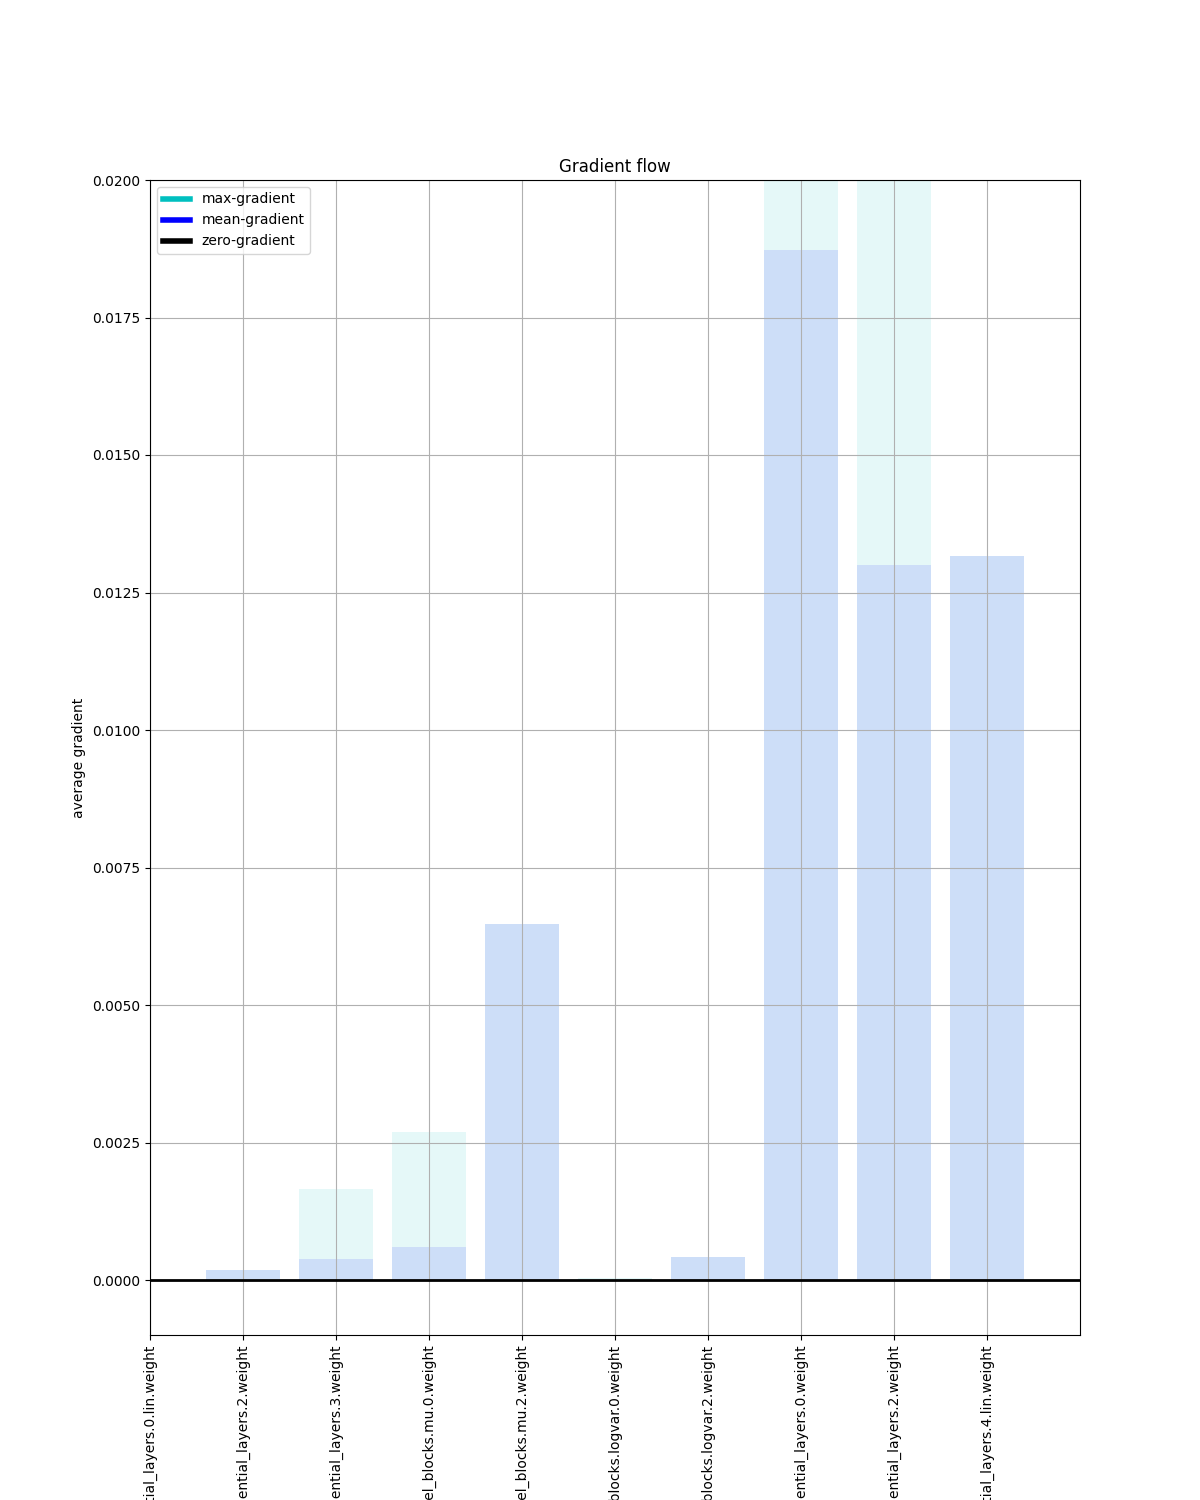 Gradient flow
max-gradient
mean-gradient
zero-gradient
0.0200
0.0175
0.0150
0.0125
0.0100
0.0075
0.0050
0.0025
0.0000
average gradient
tial_layers.0.lin.weight
ential_layers.2.weight
ential_layers.3.weight
el_blocks.mu.0.weight
el_blocks.mu.2.weight
blocks.logvar.0.weight
blocks.logvar.2.weight
ential_layers.0.weight
ential_layers.2.weight
tial_layers.4.lin.weight